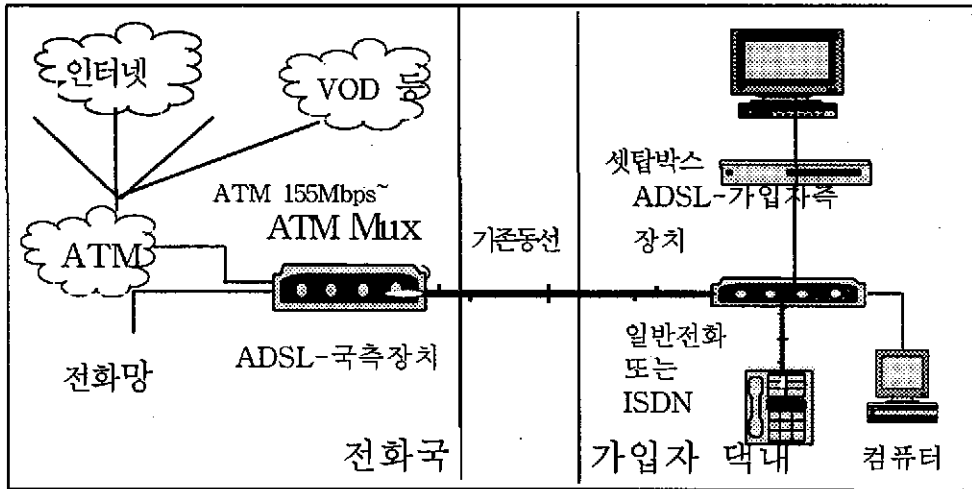 인터넷
VOD 등
ATM 155Mbps~
ATM Mux
ATM
전화망
ADSL-국측장치
전화국
기존동선
셋탑박스
ADSL-가입자측
장치
일반전화
또는
ISDN
가입자 댁내
컴퓨터